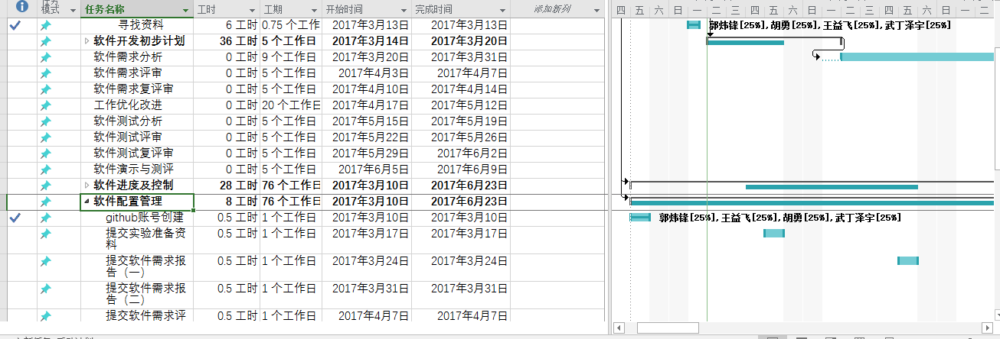 模式 任务名称 工时 工期 开始时间 完成时间 添加新列 四 五 六 日 一 二 三 四 五 六 日 一 二 三 四 五 六 日 一 二
寻找资料 6 工时 0.75 个工作 2017年3月13日 2017年3月13日 郭炜锋[25%],胡勇[25%],王益飞[25%],武丁泽宇[25%]
软件开发初步计划 36 工时 5 个工作日 2017年3月14日 2017年3月20日
软件需求分析 0 工时 9 个工作日 2017年3月20日 2017年3月31日
软件需求评审 0 工时 5 个工作日 2017年4月3日 2017年4月7日
软件需求复评审 0 工时 5 个工作日 2017年4月10日 2017年4月14日
工作优化改进 0 工时 20 个工作日 2017年4月17日 2017年5月12日
软件测试分析 0 工时 5 个工作日 2017年5月15日 2017年5月19日
软件测试评审 0 工时 5 个工作日 2017年5月22日 2017年5月26日
软件测试复评审 0 工时 5 个工作日 2017年5月29日 2017年6月2日
软件演示与测评 0 工时 5 个工作日 2017年6月5日 2017年6月9日
软件进度及控制 28 工时 76 个工作日 2017年3月10日 2017年6月23日
软件配置管理 8 工时 76 个工作日 2017年3月10日 2017年6月23日
github账号创建 0.5 工时 1 个工作日 2017年3月10日 2017年3月10日 郭炜锋[25%],王益飞[25%],胡勇[25%],武丁泽宇[25%]
提交实验准备资 0.5 工时 1 个工作日 2017年3月17日 2017年3月17日
料
提交软件需求报 0.5 工时 1 个工作日 2017年3月24日 2017年3月24日
告（一）
提交软件需求报 0.5 工时 1 个工作日 2017年3月31日 2017年3月31日
告（二）
提交软件需求评 0.5 工时 1 个工作日 2017年4月7日 2017年4月7日